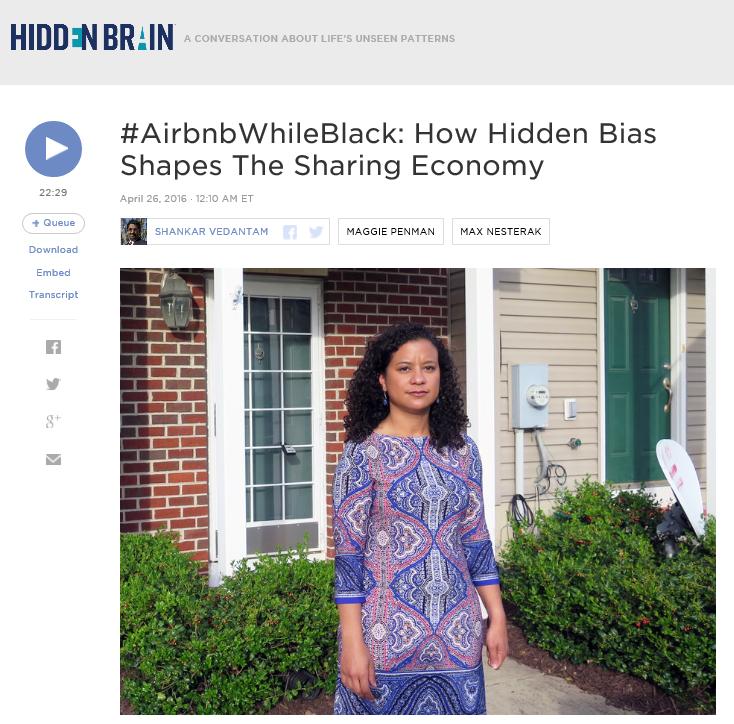 HIDDEN BRAIN
A CONVERSATION ABOUT LIFE'S UNSEEN PATTERNS
#AirbnbWhileBlack: How Hidden Bias
Shapes The Sharing Economy
April 26, 2016 · 12:10 AM ET
SHANKAR VEDANTAM
MAGGIE PENMAN
MAX NESTERAK
22:29
+ Queue
Download
Embed
Transcript
g+